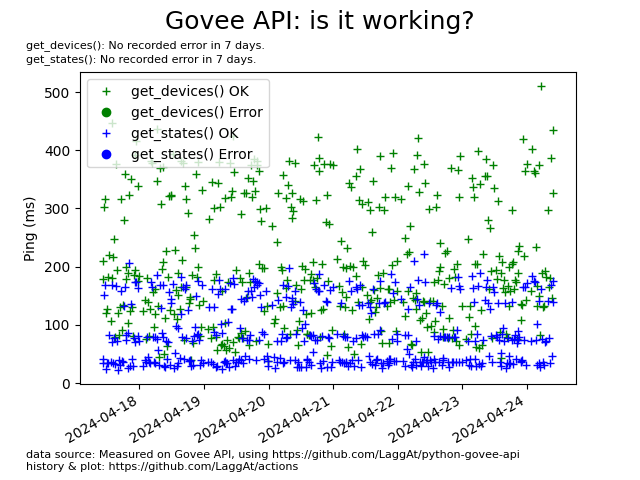 Govee API: is it working?
get_devices(): No recorded error in 7 days.
get_states(): No recorded error in 7 days.
get_devices() OK
get_devices() Error
get_states() OK
get_states() Error
Ping (ms)
500
400
300
200
100
0
2024-04-18
2024-04-19
2024-04-20
2024-04-21
2024-04-22
2024-04-23
2024-04-24
data source: Measured on Govee API, using https://github.com/LaggAt/python-govee-api
history & plot: https://github.com/LaggAt/actions